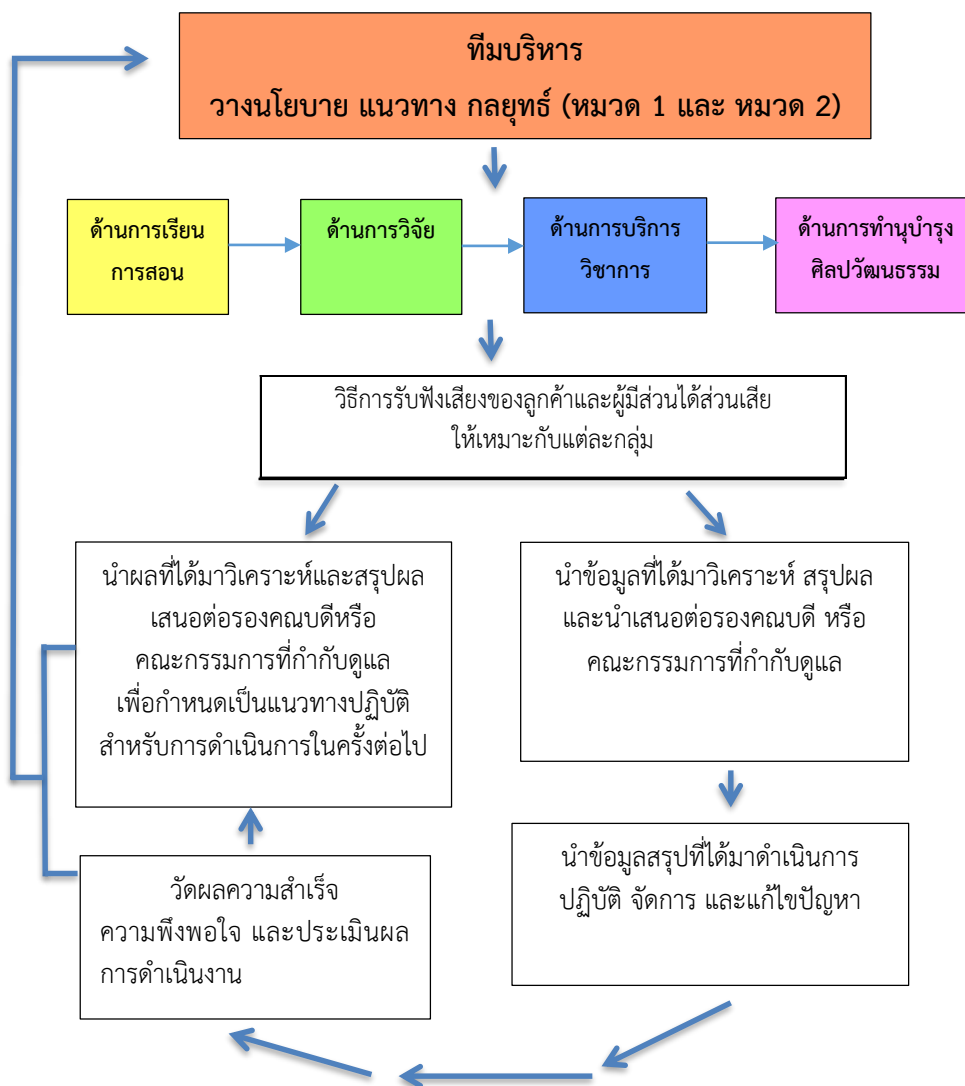 ทีมบริหาร
วางนโยบาย แนวทาง กลยุทธ์ (หมวด 1 และ หมวด 2)
ด้านการเรียน
การสอน
ด้านการวิจัย
ด้านการบริการ
วิชาการ
ด้านการทำนุบำรุง
ศิลปวัฒนธรรม
วิธีการรับฟังเสียงของลูกค้าและผู้มีส่วนได้ส่วนเสีย
ให้เหมาะกับแต่ละกลุ่ม
นำผลที่ได้มาวิเคราะห์และสรุปผล
เสนอต่อรองคณบดีหรือ
คณะกรรมการที่กำกับดูแล
เพื่อกำหนดเป็นแนวทางปฏิบัติ
สำหรับการดำเนินการในครั้งต่อไป
นำข้อมูลที่ได้มาวิเคราะห์ สรุปผล
และนำเสนอต่อรองคณบดี หรือ
คณะกรรมการที่กำกับดูแล
วัดผลความสำเร็จ
ความพึงพอใจ และประเมินผล
การดำเนินงาน
นำข้อมูลสรุปที่ได้มาดำเนินการ
ปฏิบัติ จัดการ และแก้ไขปัญหา